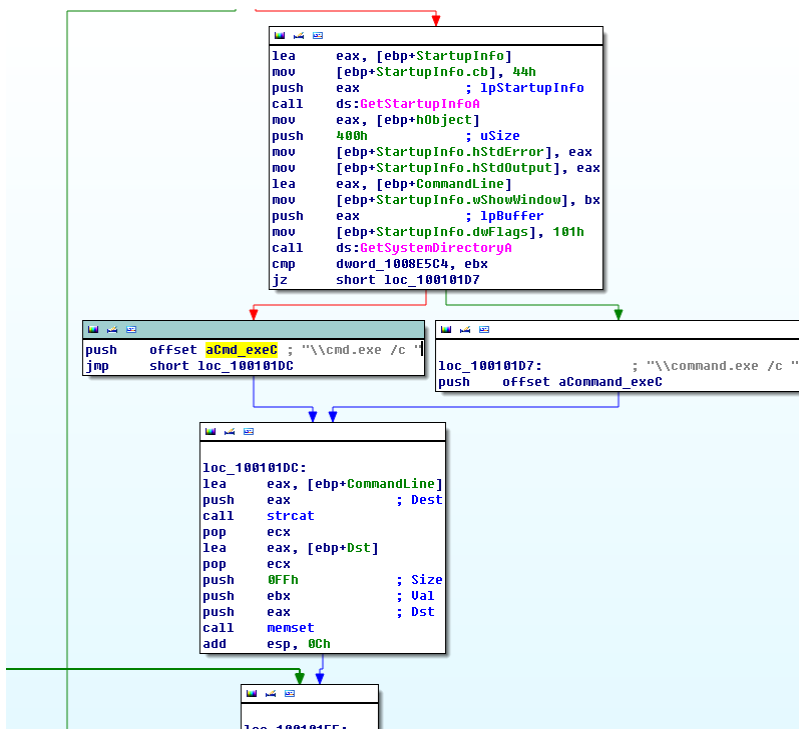 lea eax, [ebp+StartupInfo]
mov [ebp+StartupInfo.cb], 44h
push eax ; lpStartupInfo
call ds:GetStartupInfoA
mov eax, [ebp+hObject]
push 400h ; uSize
mov [ebp+StartupInfo.hStdError], eax
mov [ebp+StartupInfo.hStdOutput], eax
lea eax, [ebp+CommandLine]
mov [ebp+StartupInfo.wShowWindow], bx
push eax ; lpBuffer
mov [ebp+StartupInfo.dwFlags], 101h
call ds:GetSystemDirectoryA
cmp dword_1008E5C4, ebx
jz short loc_100101D7
push offset aCmd_exeC ; "\\cmd.exe /c "
jmp short loc_100101DC
loc_100101D7: ; "\\command.exe /c "
push offset aCommand_exeC
loc_100101DC:
lea eax, [ebp+CommandLine]
push eax ; Dest
call strcat
pop ecx
lea eax, [ebp+Dst]
pop ecx
push 0FFh ; Size
push ebx ; Val
push eax ; Dst
call memset
add esp, 0Ch